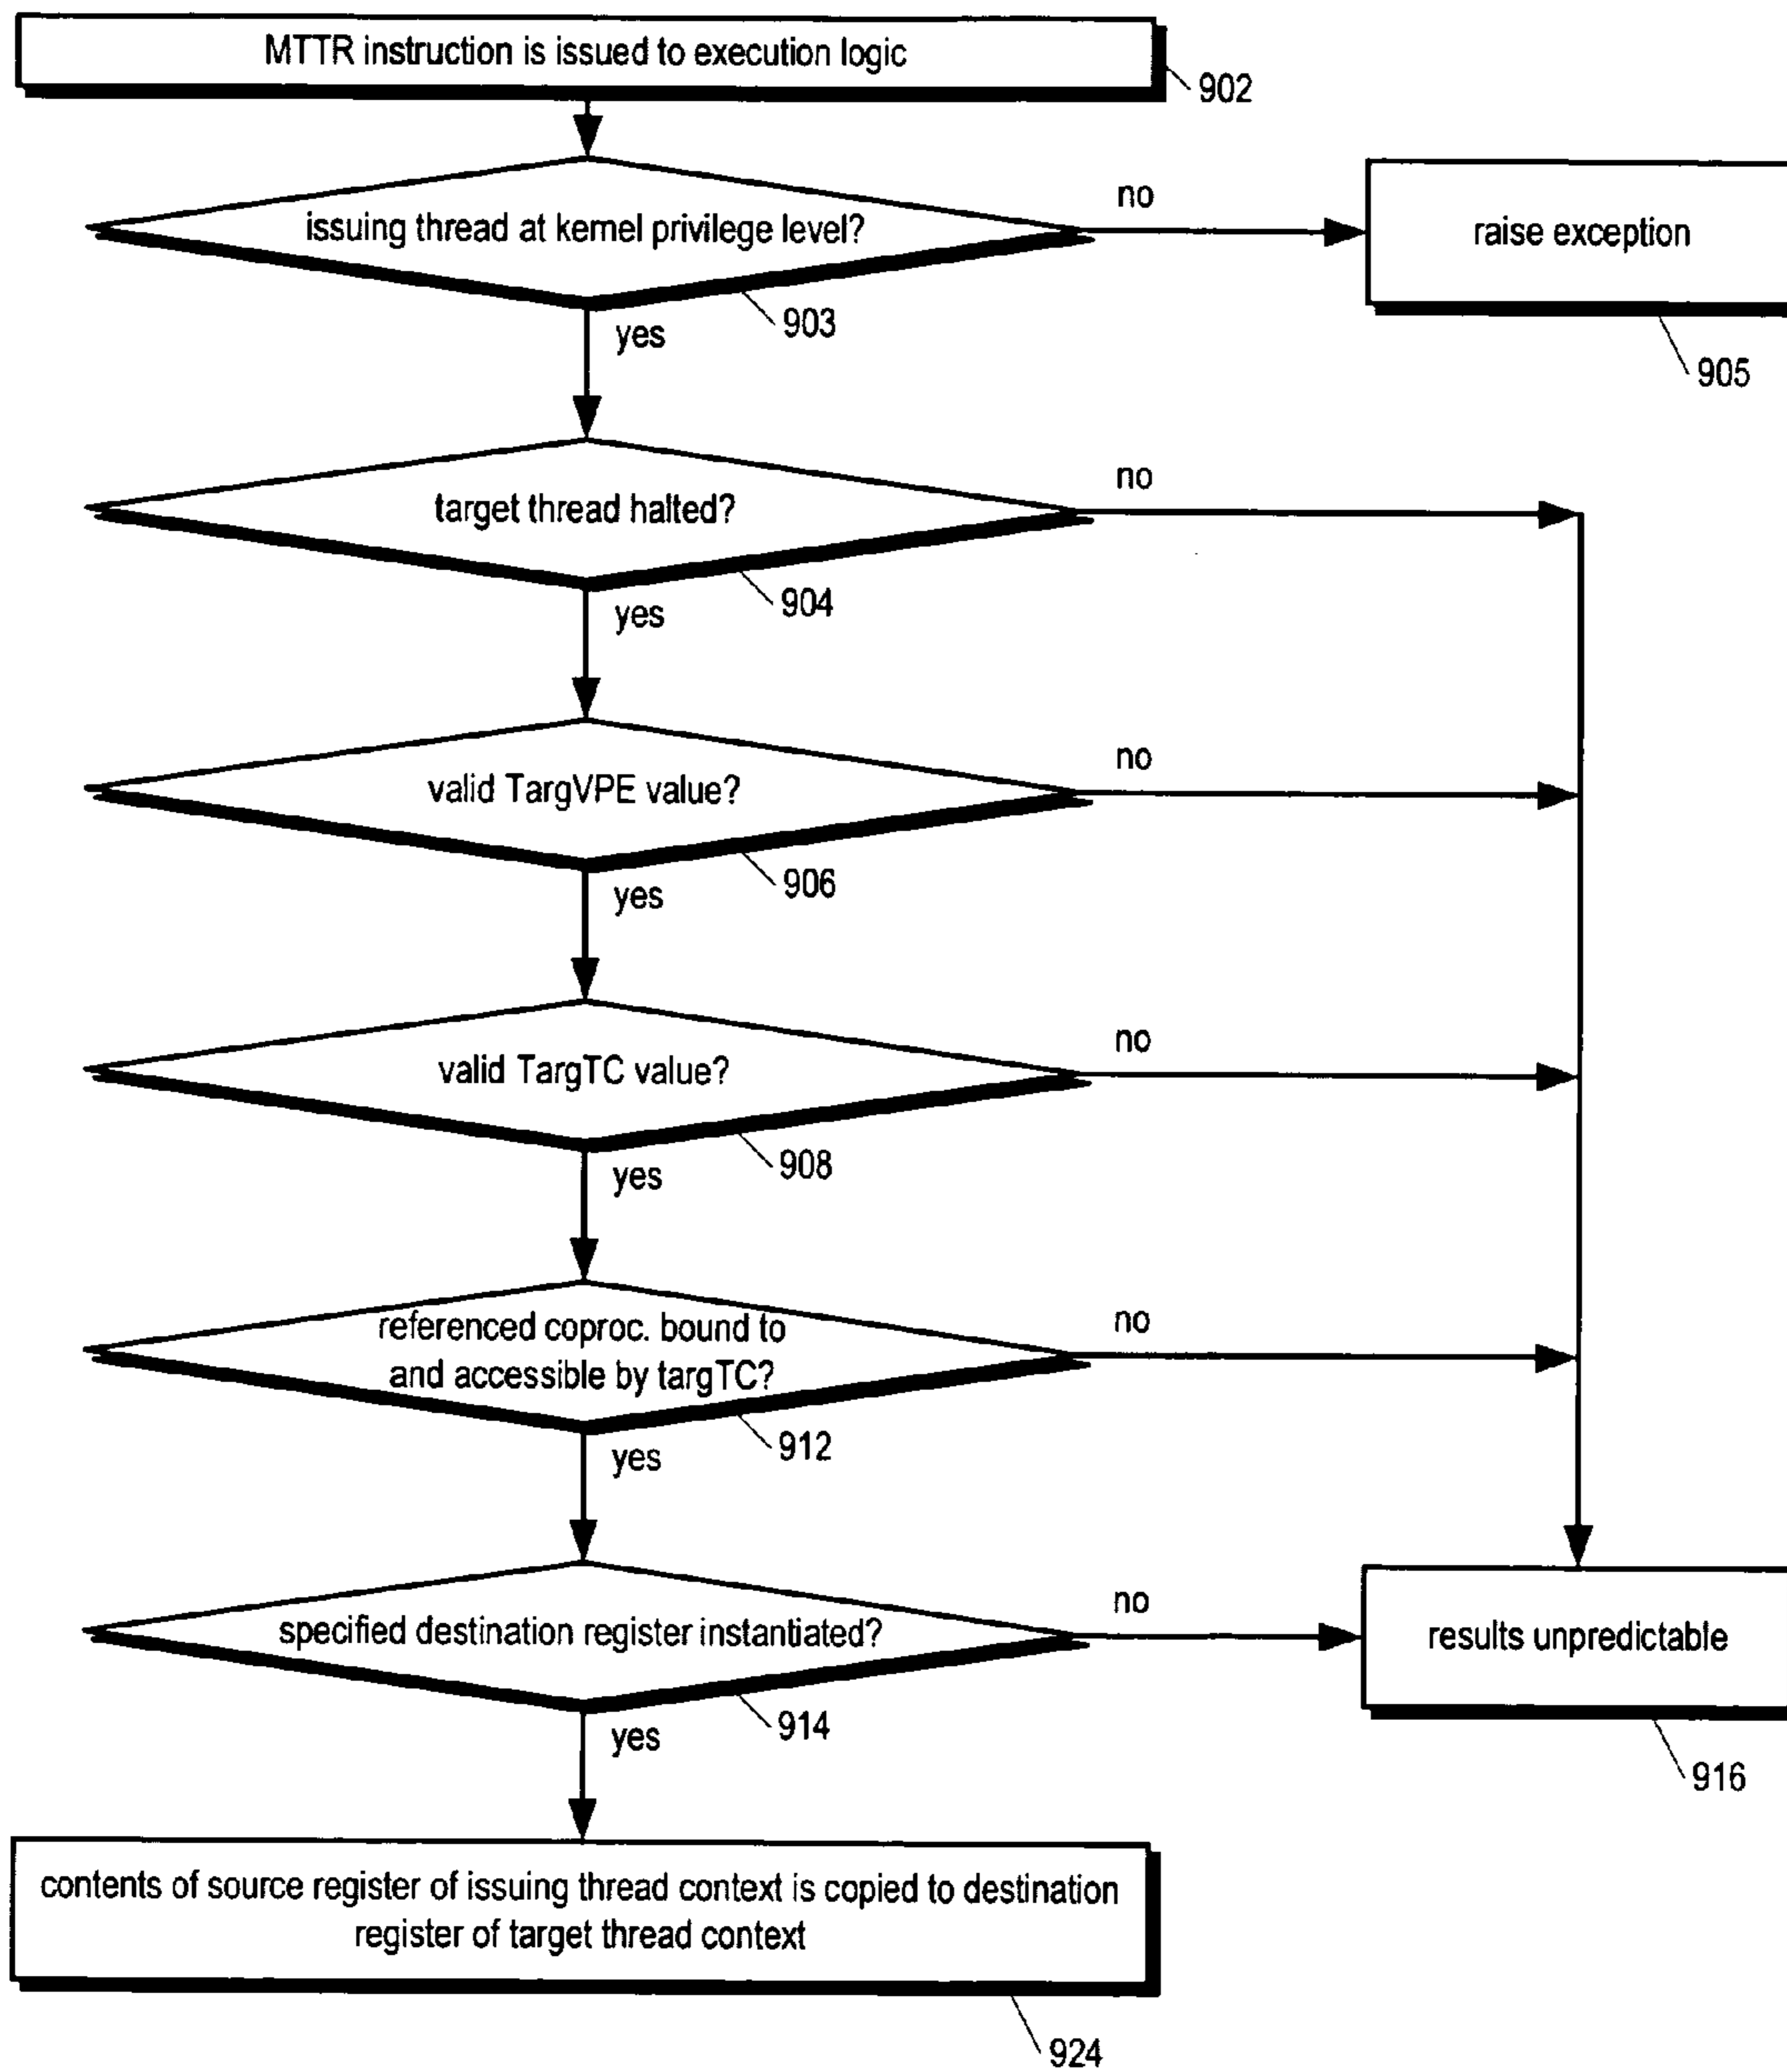 MTTR instruction is issued to execution logic
902
issuing thread at kernel privilege level?
no
raise exception
903
yes
905
target thread halted?
no
904
yes
valid TargVPE value?
no
906
yes
valid TargTC value?
no
908
yes
referenced coproc. bound to
and accessible by targTC?
no
912
yes
specified destination register instantiated?
no
results unpredictable
914
yes
916
contents of source register of issuing thread context is copied to destination
register of target thread context
924